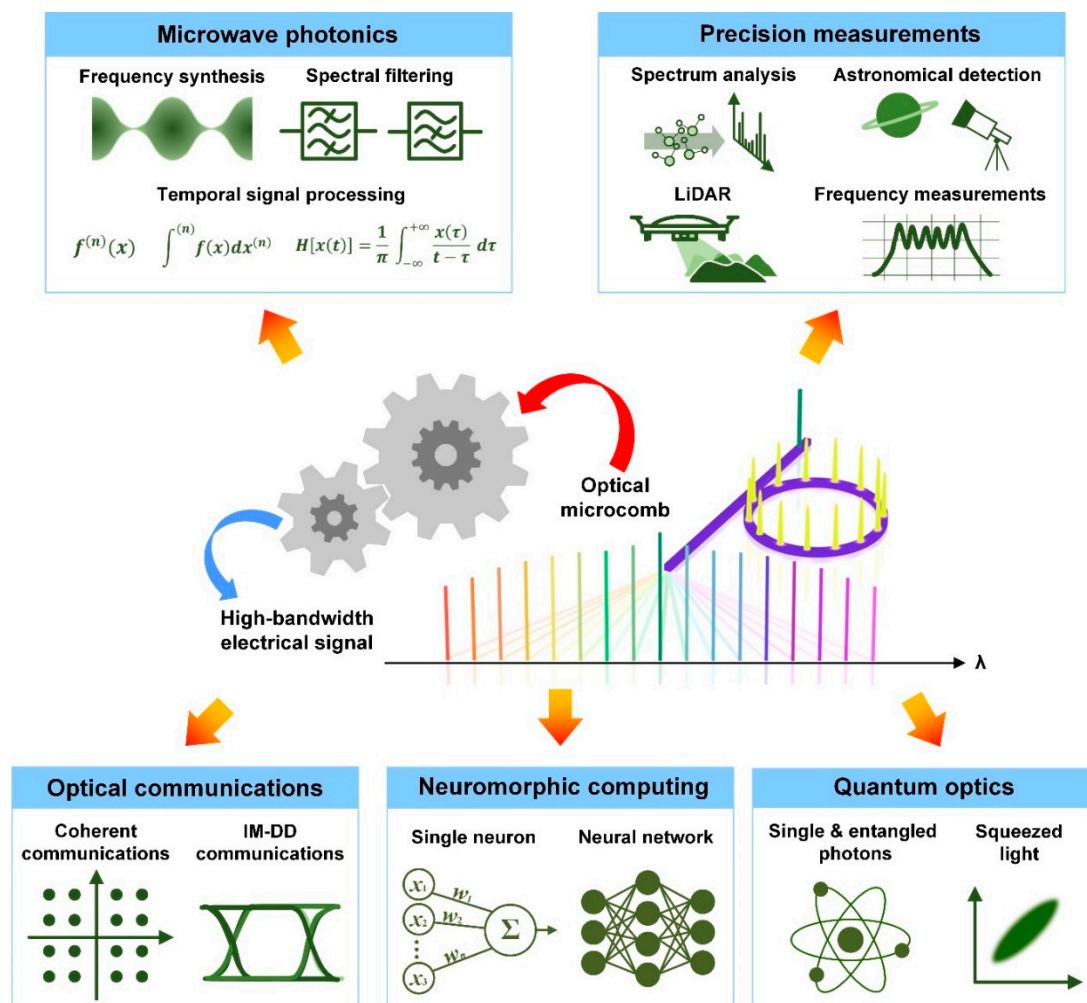 Microwave photonics
Frequency synthesis
Spectral filtering
Temporal signal processing
f⁽ⁿ⁾(x)
∫⁽ⁿ⁾ f(x)dx⁽ⁿ⁾
H[x(t)] = 1/π ∫₋∞⁺∞ x(τ)/(t − τ) dτ
Precision measurements
Spectrum analysis
Astronomical detection
LiDAR
Frequency measurements
Optical
microcomb
High-bandwidth
electrical signal
λ
Optical communications
Coherent
communications
IM-DD
communications
Neuromorphic computing
Single neuron
x₁
w₁
x₂
w₂
⋮
x₃
wₙ
Σ
Neural network
Quantum optics
Single & entangled
photons
Squeezed
light